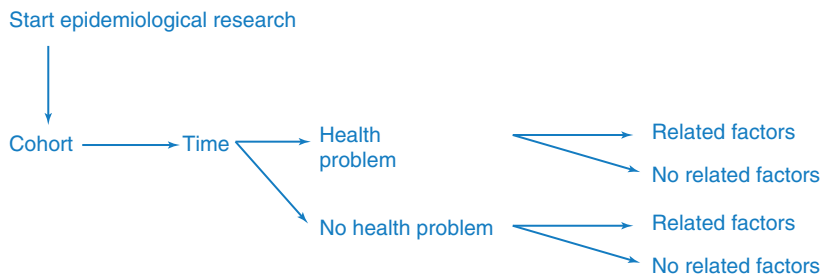 Start epidemiological research
Cohort
Time
Health
problem
No health problem
Related factors
No related factors
Related factors
No related factors